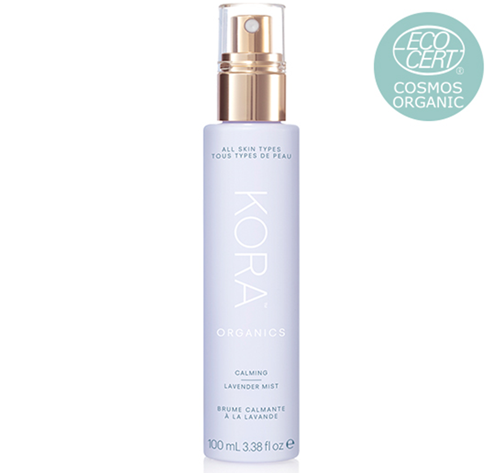 ECO
CERT®
COSMOS
ORGANIC
ALL SKIN TYPES
TOUS TYPES DE PEAU
KORA™
ORGANICS
CALMING
LAVENDER MIST
BRUME CALMANTE
À LA LAVANDE
100 mL 3.38 fl oz ℮